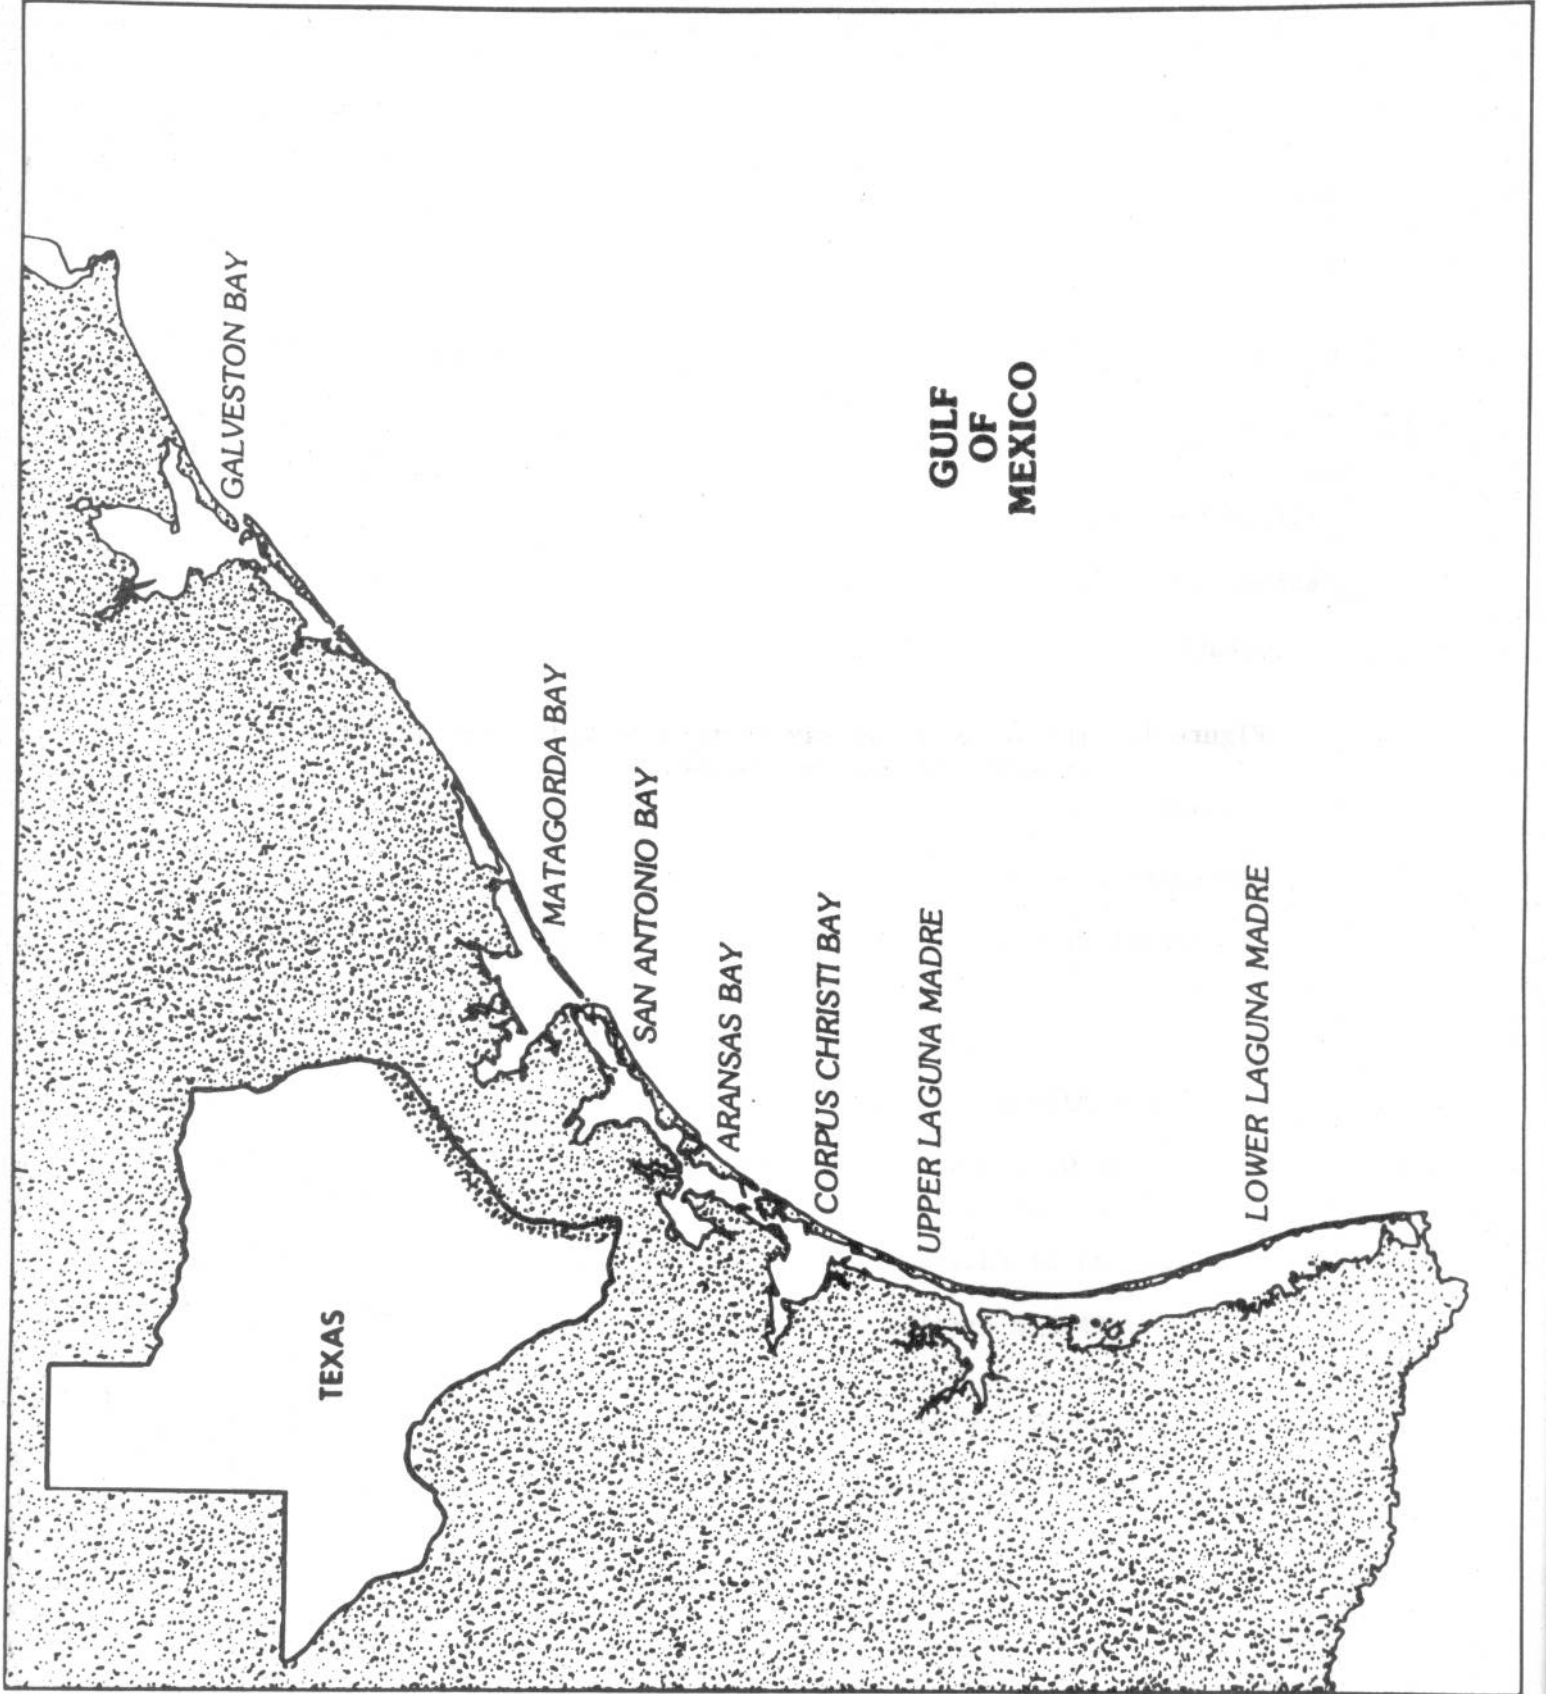 GALVESTON BAY
MATAGORDA BAY
SAN ANTONIO BAY
ARANSAS BAY
CORPUS CHRISTI BAY
UPPER LAGUNA MADRE
LOWER LAGUNA MADRE
GULF
OF
MEXICO
TEXAS